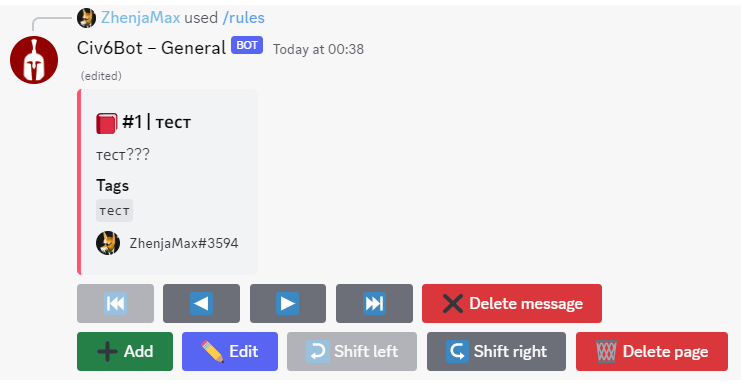 ZhenjaMax used /rules
Civ6Bot – General BOT Today at 00:38
(edited)
#1 | тест
тест???
Tags
тест
ZhenjaMax#3594
Delete message
Add Edit Shift left Shift right Delete page